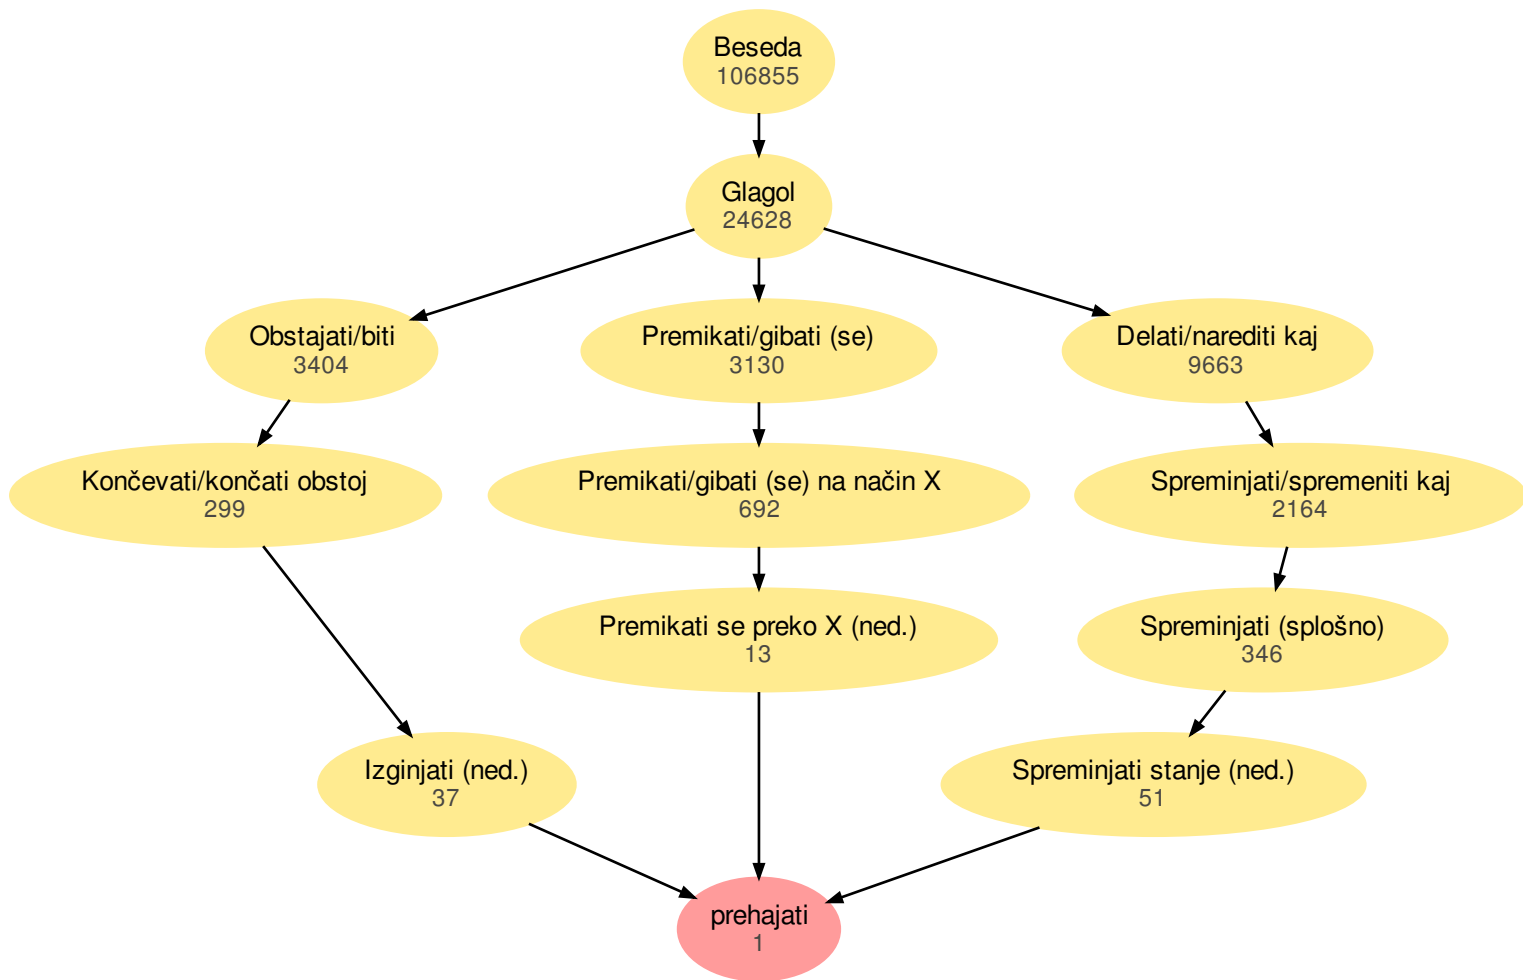 Beseda
106855
Glagol
24628
Obstajati/biti
3404
Premikati/gibati (se)
3130
Delati/narediti kaj
9663
Končevati/končati obstoj
299
Premikati/gibati (se) na način X
692
Spreminjati/spremeniti kaj
2164
Premikati se preko X (ned.)
13
Spreminjati (splošno)
346
Izginjati (ned.)
37
Spreminjati stanje (ned.)
51
prehajati
1